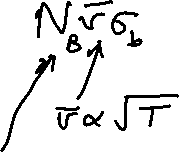 N_B v̄ σ_b
v̄ ∝ √T